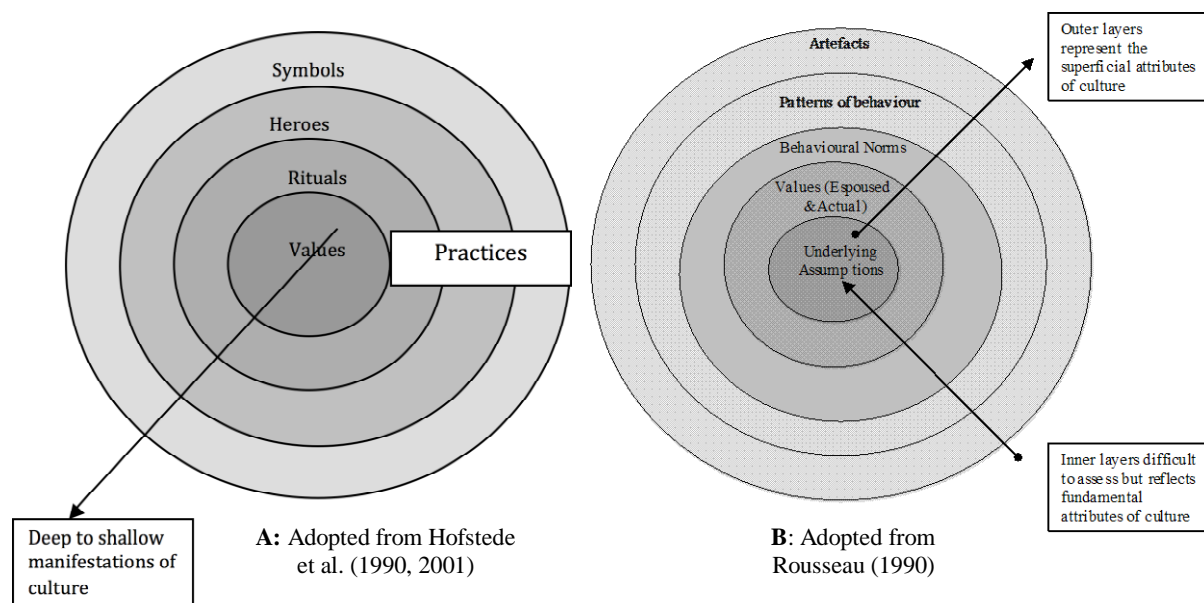 Symbols
Heroes
Rituals
Values
Practices
Deep to shallow
manifestations of
culture
A: Adopted from Hofstede
et al. (1990, 2001)
Artefacts
Patterns of behaviour
Behavioural Norms
Values (Espoused
&Actual)
Underlying
Assumptions
Outer layers
represent the
superficial attributes
of culture
Inner layers difficult
to assess but reflects
fundamental
attributes of culture
B: Adopted from
Rousseau (1990)